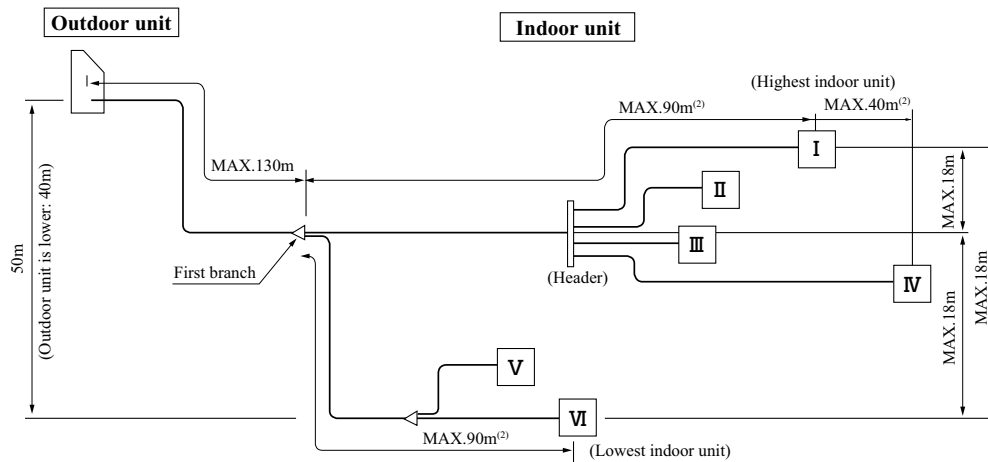 Outdoor unit
Indoor unit
(Highest indoor unit)
MAX.90m(2)
MAX.40m(2)
MAX.130m
I
II
MAX.18m
50m
(Outdoor unit is lower: 40m)
III
First branch
(Header)
IV
MAX.18m
MAX.18m
V
VI
MAX.90m(2)
(Lowest indoor unit)